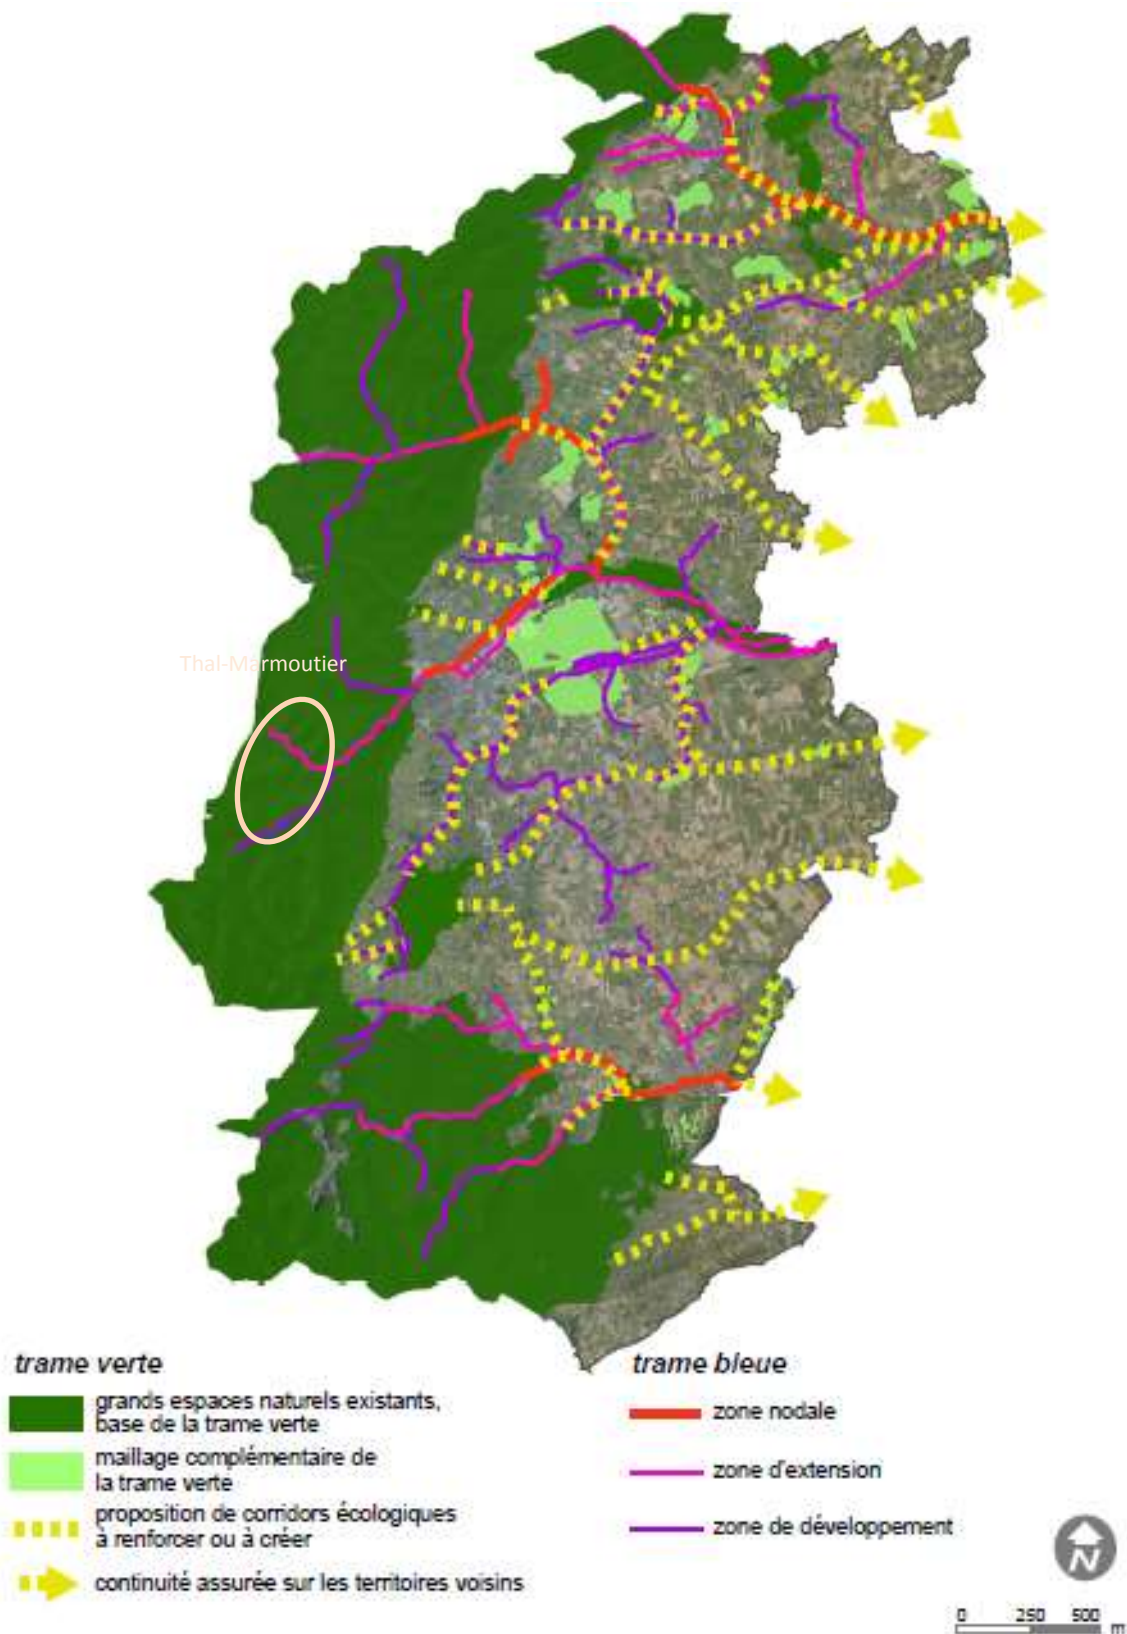 Thal-Marmoutier
trame verte
grands espaces naturels existants,
base de la trame verte
maillage complémentaire de
la trame verte
proposition de corridors écologiques
à renforcer ou à créer
continuité assurée sur les territoires voisins
trame bleue
zone nodale
zone d'extension
zone de développement
N
0 250 500 m